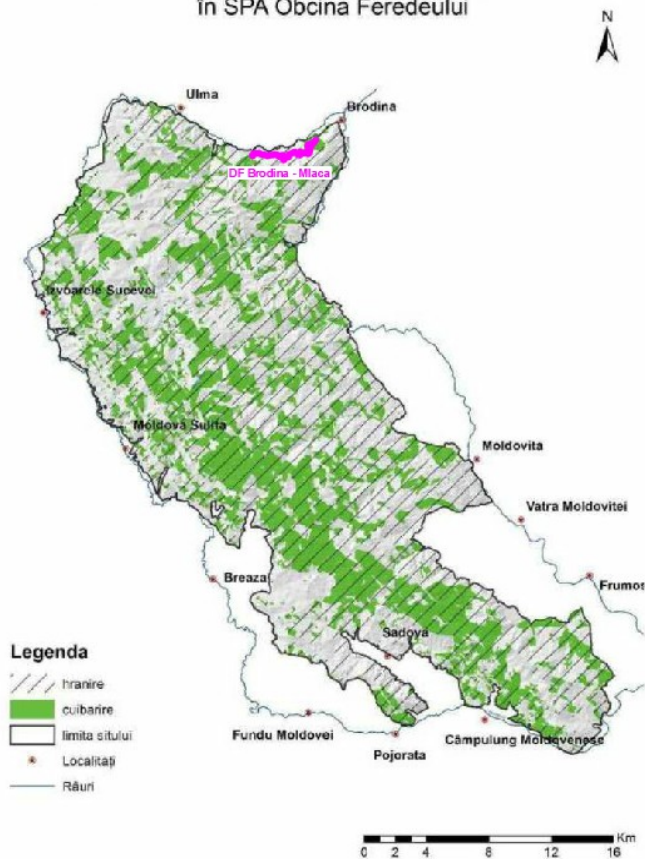 în SPA Obcina Feredeului
N
Ulma
Brodina
DF Brodina - Mlaca
Izvoarele Sucevei
Moldova Sulita
Moldovita
Vatra Moldovitei
Breaza
Frumos
Sadova
Legenda
hranire
cuibarire
limita sitului
Localitați
Râuri
Fundu Moldovei
Câmpulung Moldovenesc
Pojorata
Km
0 2 4 8 12 16